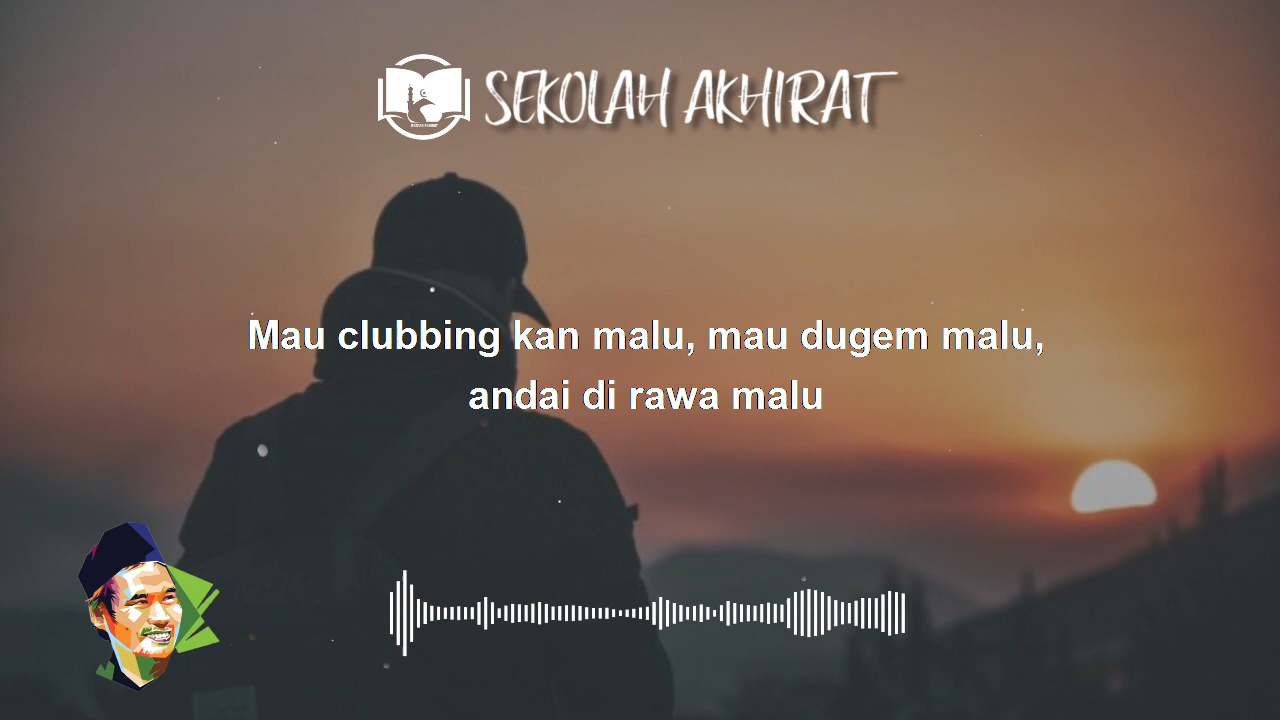 SEKOLAH AKHIRAT
Mau clubbing kan malu, mau dugem malu,
andai di rawa malu